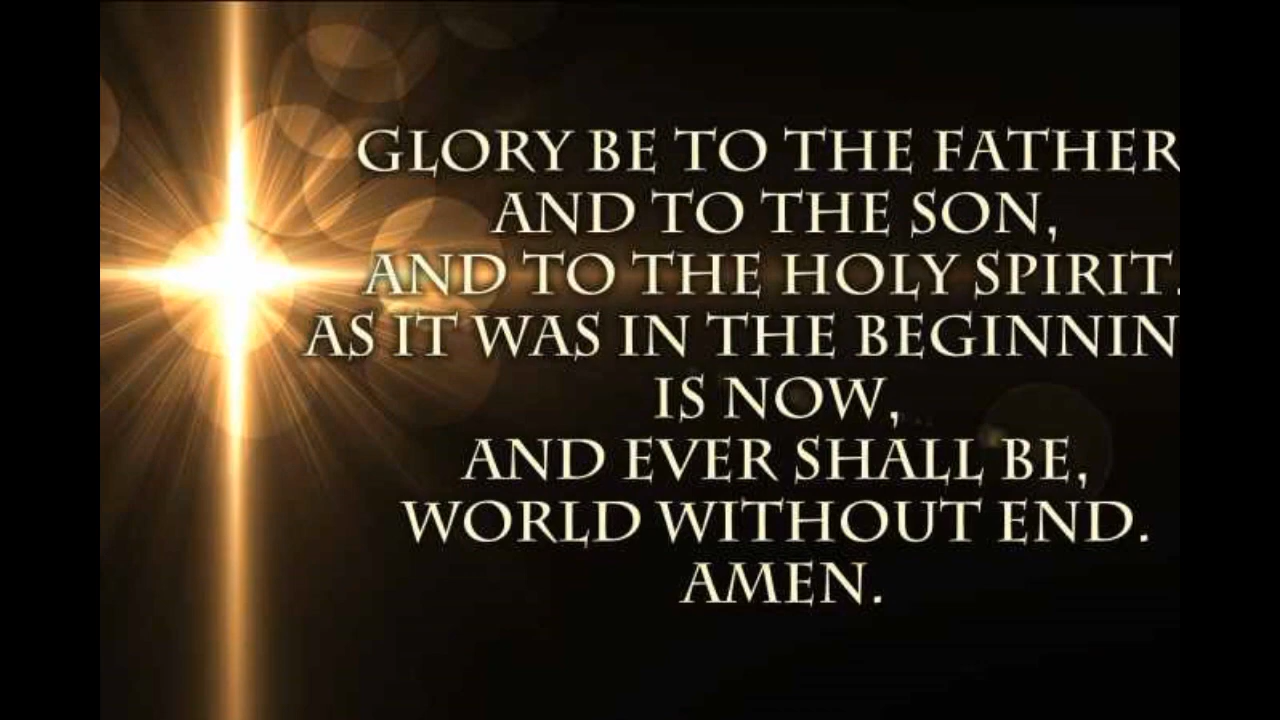 GLORY BE TO THE FATHER
AND TO THE SON,
AND TO THE HOLY SPIRIT.
AS IT WAS IN THE BEGINNIN
IS NOW,
AND EVER SHALL BE,
WORLD WITHOUT END.
AMEN.